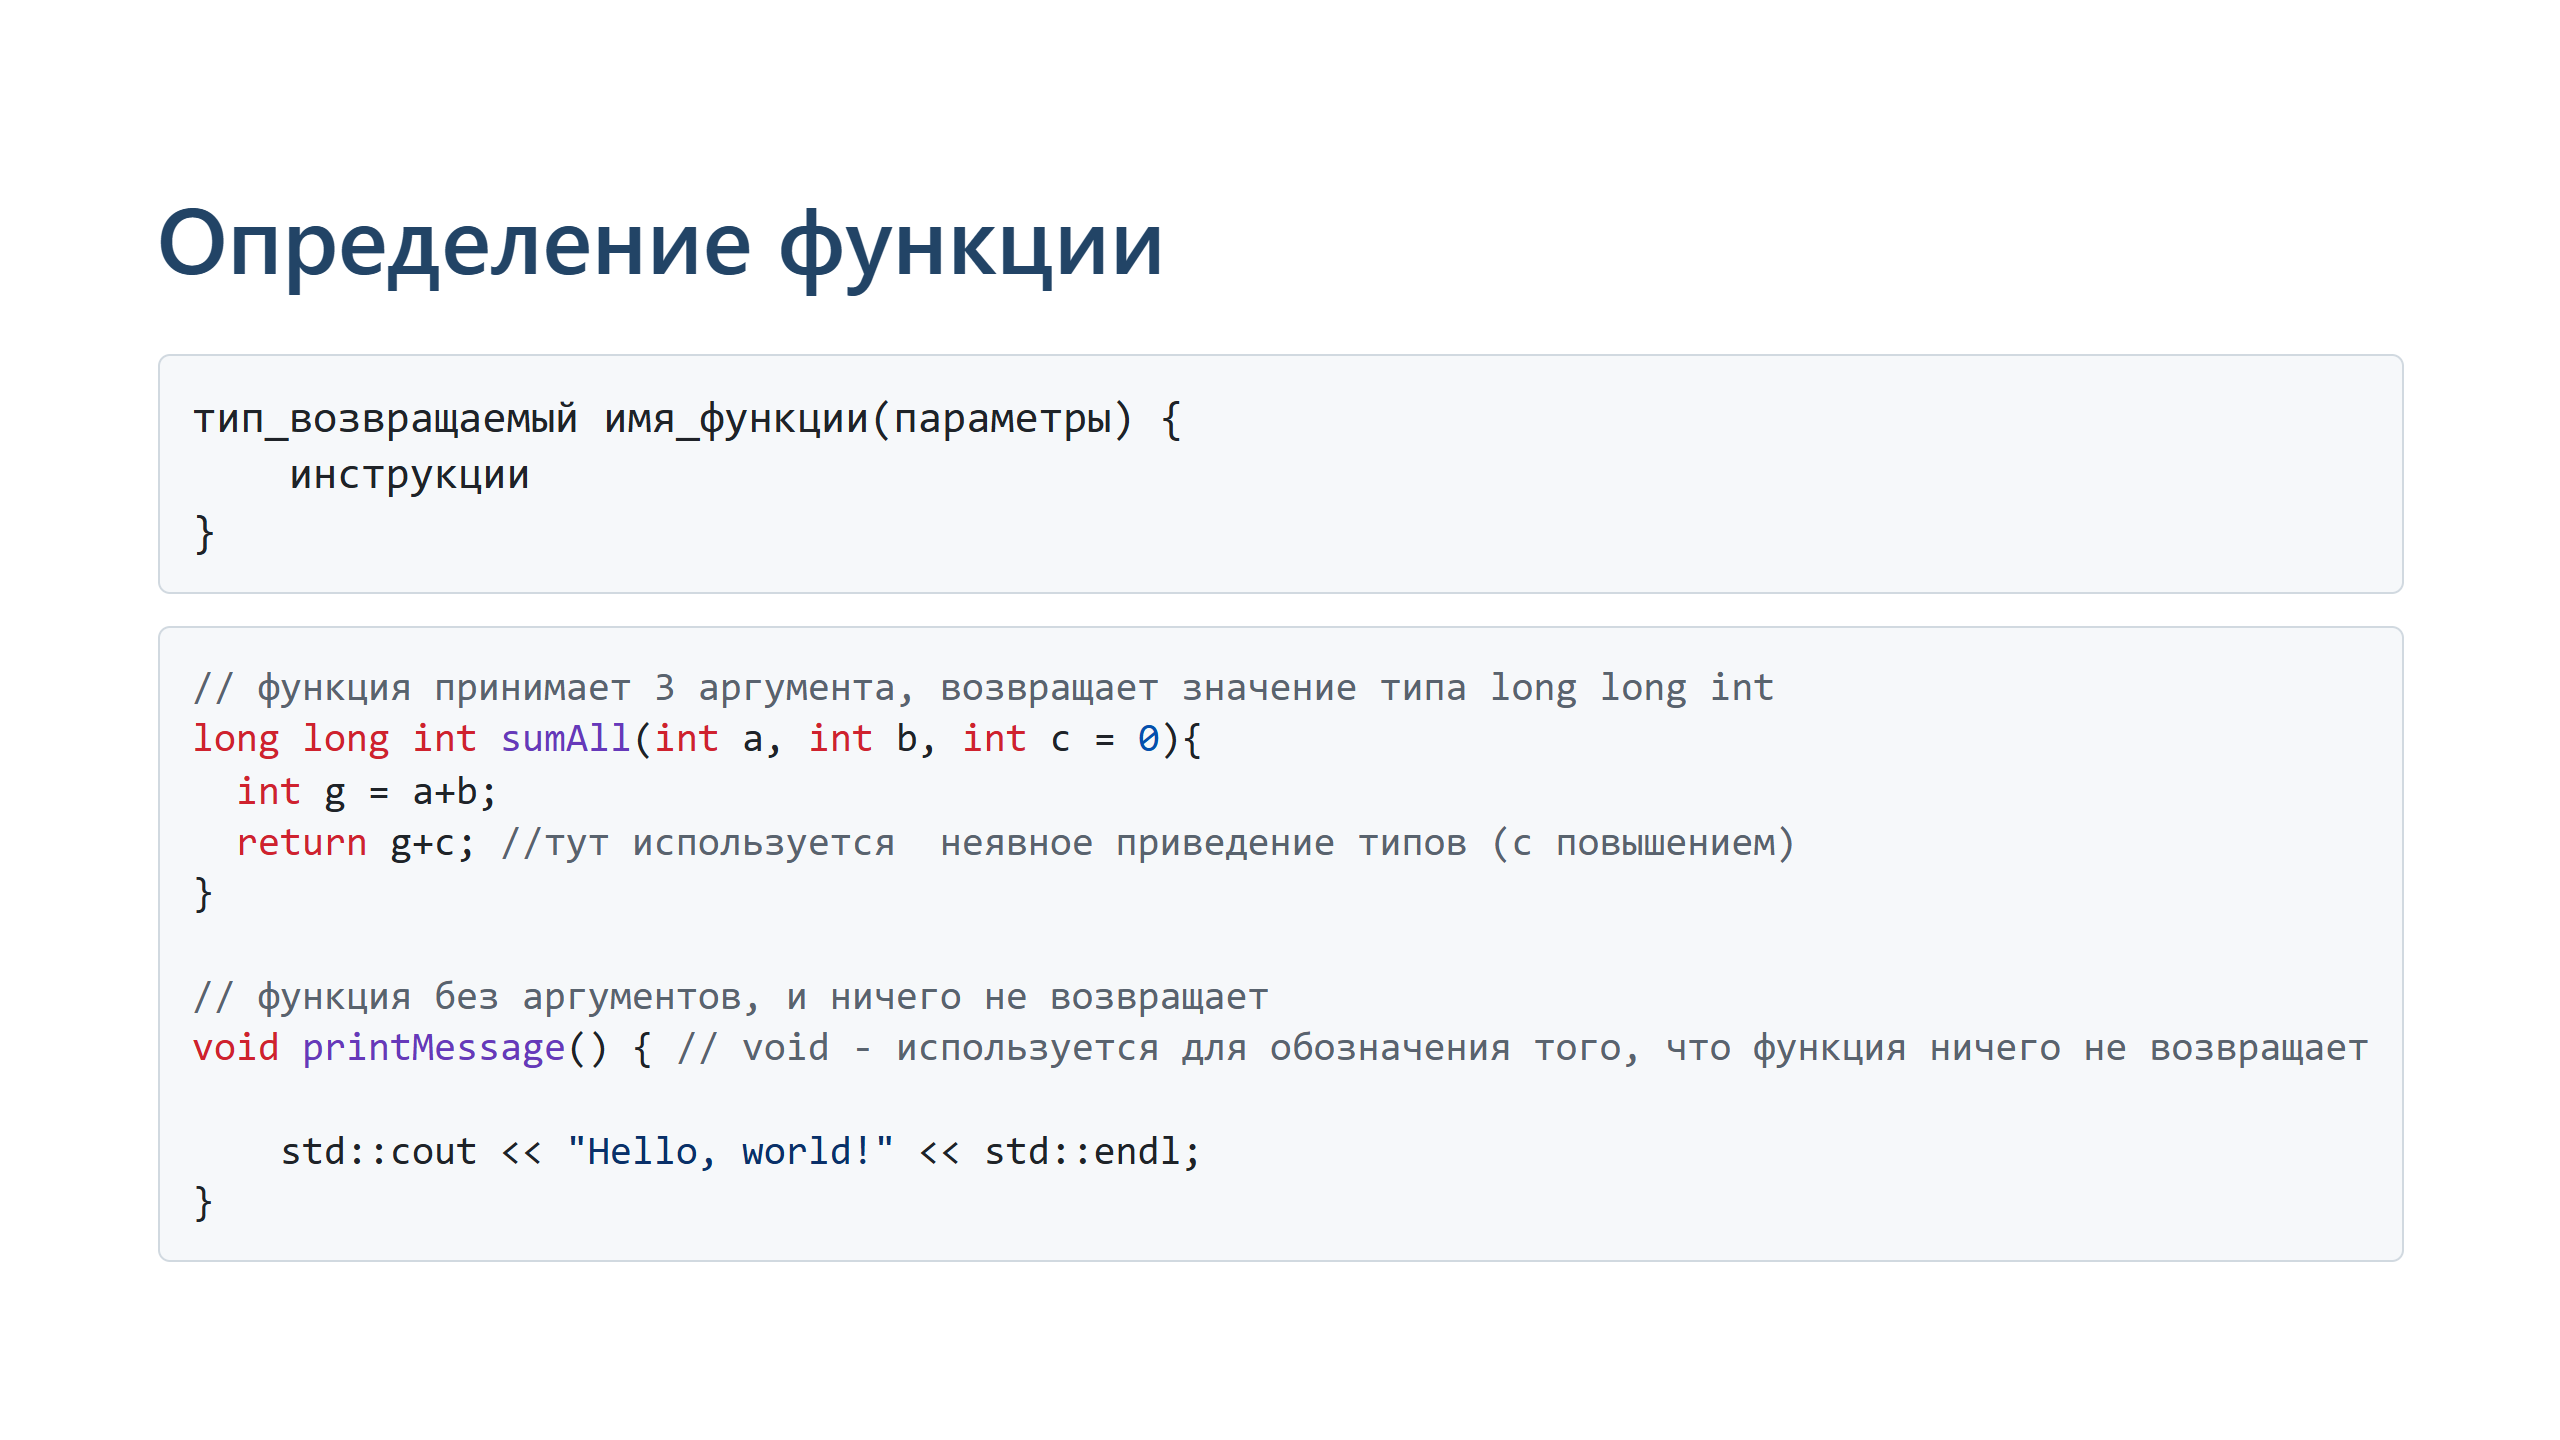 Определение функции
тип_возвращаемый имя_функции(параметры) {
    инструкции
}
// функция принимает 3 аргумента, возвращает значение типа long long int
long long int sumAll(int a, int b, int c = 0){
  int g = a+b;
  return g+c; //тут используется  неявное приведение типов (с повышением)
}
// функция без аргументов, и ничего не возвращает
void printMessage() { // void - используется для обозначения того, что функция ничего не возвращает
    std::cout << "Hello, world!" << std::endl;
}